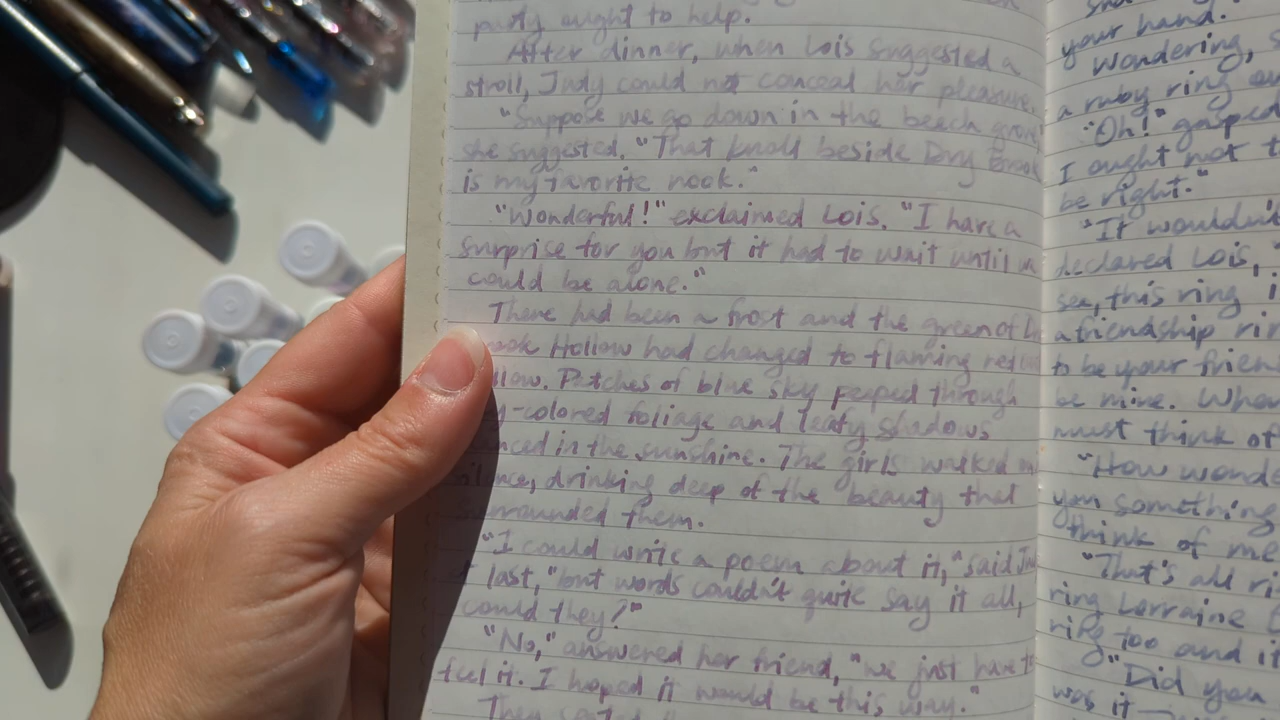 party ought to help.
After dinner, when Lois suggested a
stroll, Judy could not conceal her pleasure.
"Suppose we go down in the beech grove"
she suggested. "That knoll beside Dry Brook
is my favorite nook."
"Wonderful!" exclaimed Lois. "I have a
surprise for you but it had to wait until we
could be alone."
There had been a frost and the green of
Hollow had changed to flaming red
Patches of blue sky peeped through
-colored foliage and leafy shadows
in the sunshine. The girls walked in
drinking deep of the beauty that
surrounded them.
"I could write a poem about it," said
last, "but words couldn't quite say it all,
could they?"
"No," answered her friend, "we just have to
feel it. I hoped it would be this way."
They
your hand.
Wondering,
a ruby ring
"Oh!" gasped
I ought not
be right."
"It wouldn't
declared Lois,
sea, this ring
a friendship
to be your
be mine. When
must think of
"How
you something
think of me
"That's all
ring Lorraine
ring too and
"Did you
was it—